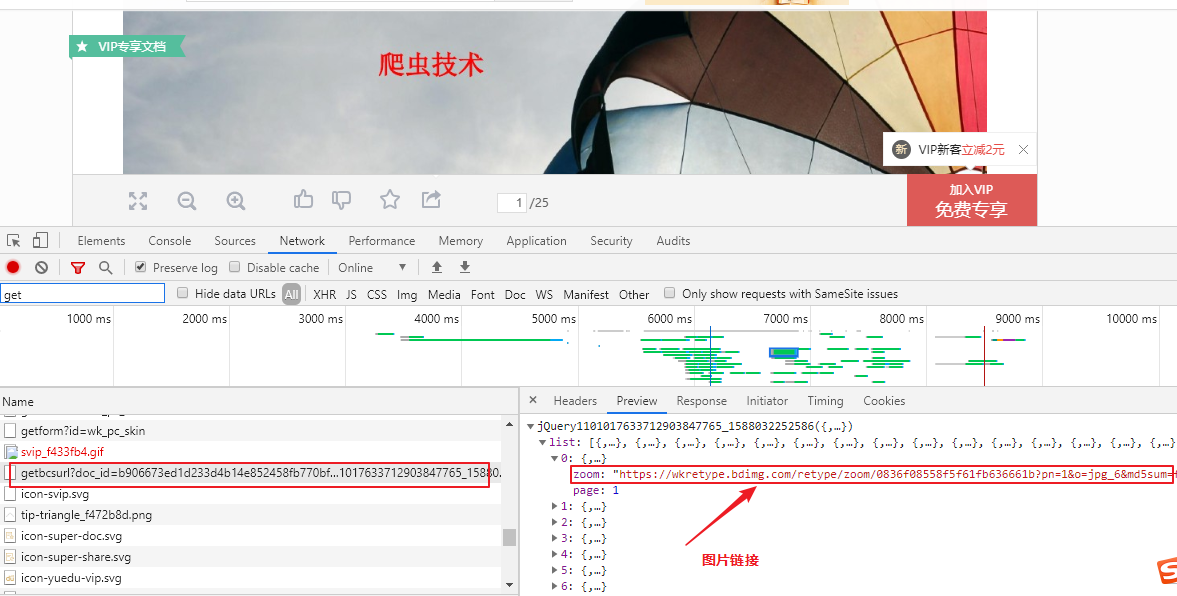 VIP专享文档
爬虫技术
新 VIP新客立减2元
1 /25
加入VIP
免费专享
Elements Console Sources Network Performance Memory Application Security Audits
Preserve log Disable cache Online
get
Hide data URLs All XHR JS CSS Img Media Font Doc WS Manifest Other Only show requests with SameSite issues
1000 ms 2000 ms 3000 ms 4000 ms 5000 ms 6000 ms 7000 ms 8000 ms 9000 ms 10000 ms
Name
getform?id=wk_pc_skin
svip_f433fb4.gif
getbcsurl?doc_id=b906673ed1d233d4b14e852458fb770bf...1017633712903847765_15880...
icon-svip.svg
tip-triangle_f472b8d.png
icon-super-doc.svg
icon-super-share.svg
icon-yuedu-vip.svg
× Headers Preview Response Initiator Timing Cookies
jQuery1101017633712903847765_1588032252586({,…})
list: [{,…}, {,…}, {,…}, {,…}, {,…}, {,…}, {,…}, {,…}, {,…}, {,…}, {,…}, {,…}, {,…}, {,…},
0: {,…}
zoom: "https://wkretype.bdimg.com/retype/zoom/0836f08558f5f61fb636661b?pn=1&o=jpg_6&md5sum=
page: 1
1: {,…}
2: {,…}
3: {,…}
4: {,…}
5: {,…}
6: {,…}
图片链接